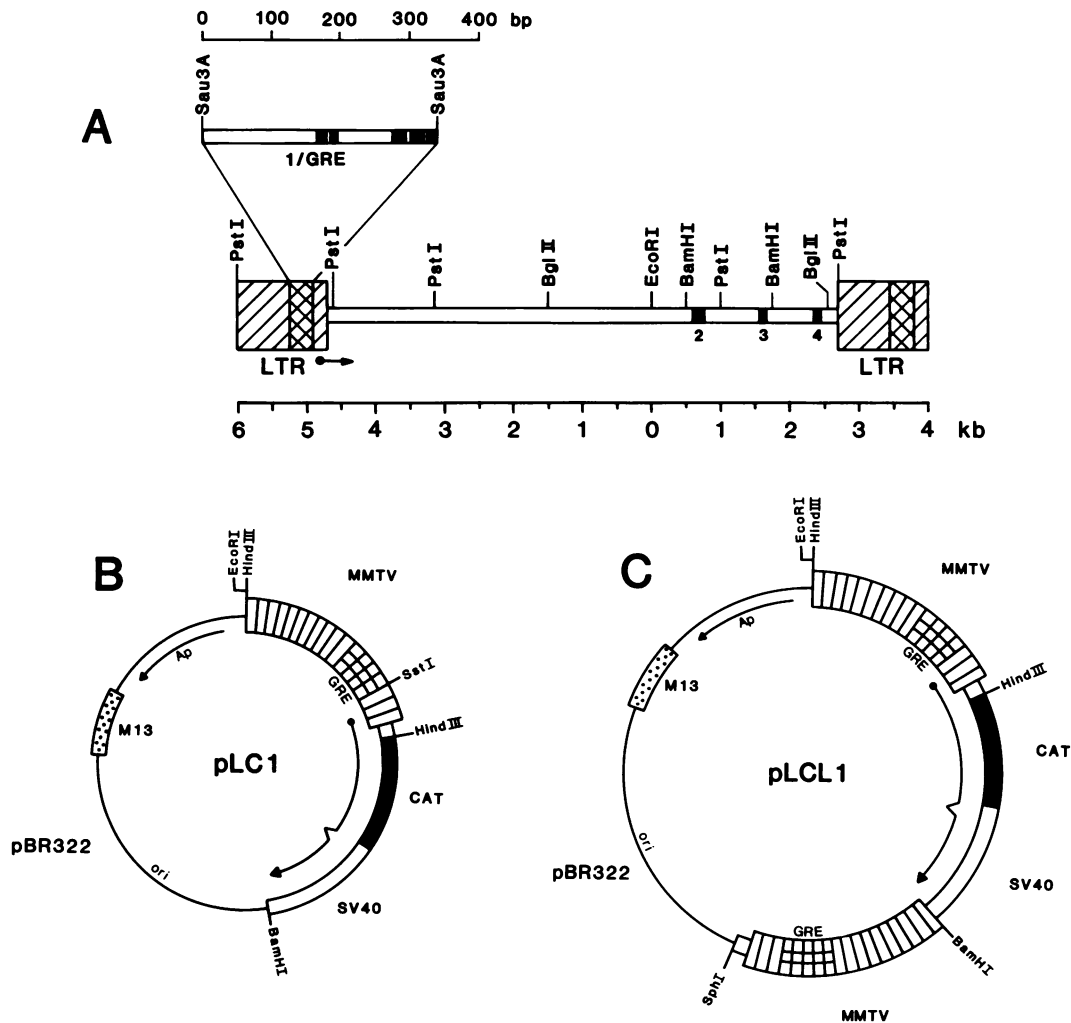 0 100 200 300 400 bp
Sau3A Sau3A
A
1/GRE
PstI PstI PstI BglII EcoRI BamHI PstI BamHI BglII PstI
2 3 4
LTR LTR
6 5 4 3 2 1 0 1 2 3 4 kb
B
EcoRI
HindIII
MMTV
Ap
GRE
SstI
HindIII
M13
pLC1
CAT
pBR322
ori
SV40
BamHI
C
EcoRI
HindIII
MMTV
Ap
GRE
HindIII
M13
pLCL1
CAT
ori
pBR322
SV40
GRE
BamHI
SphI
MMTV